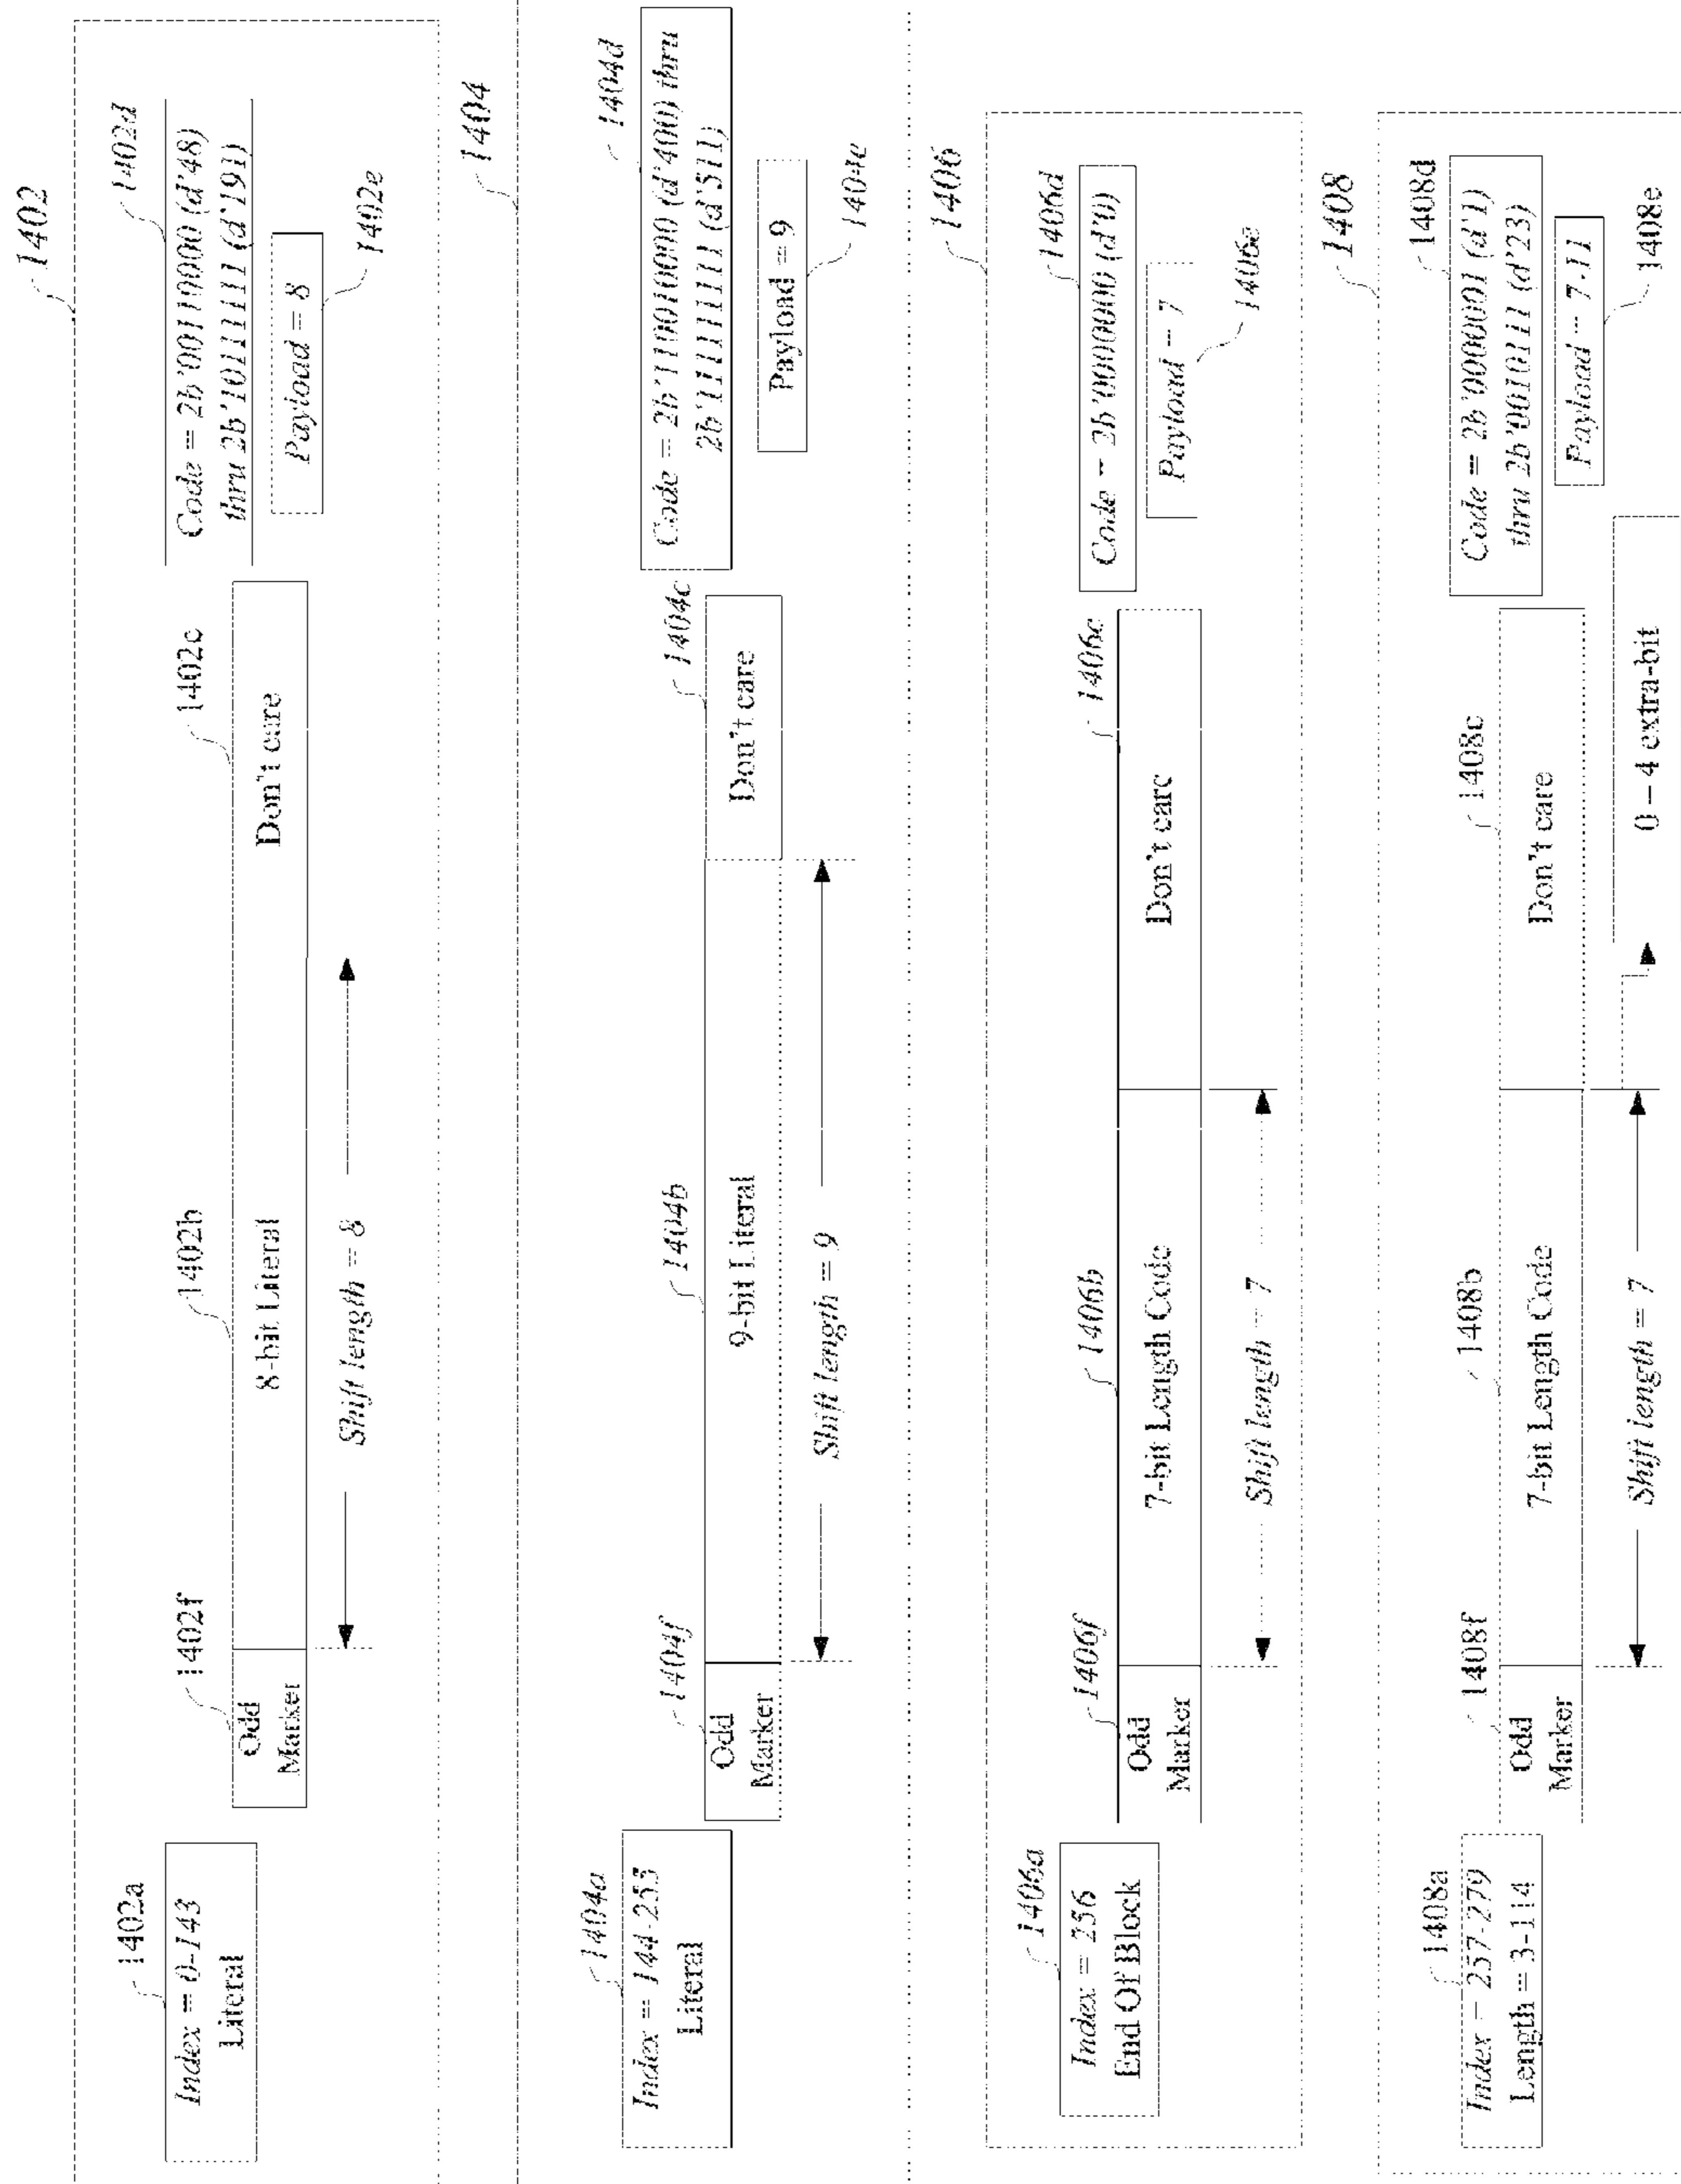 1402
1402a
1402f
1402b
1402c
1402d
Index = 0-143
Literal
Odd
Marker
8-bit Literal
Don't care
Code = 2b'00110000 (d'48)
thru 2b'10111111 (d'191)
Shift length = 8
Payload = 8
1402e
1404
1404a
1404f
1404b
1404c
1404d
Index = 144-255
Literal
Odd
Marker
9-bit Literal
Don't care
Code = 2b'110010000 (d'400) thru
2b'111111111) (d'511)
Shift length = 9
Payload = 9
1404e
1406
1406a
1406f
1406b
1406c
1406d
Index = 256
End Of Block
Odd
Marker
7-bit Length Code
Don't care
Code = 2b'0000000 (d'0)
Shift length = 7
Payload = 7
1406e
1408
1408a
1408f
1408b
1408c
1408d
Index = 257-279
Length = 3-114
Odd
Marker
7-bit Length Code
Don't care
Code = 2b'0000001 (d'1)
thru 2b'0010111 (d'23)
Shift length = 7
0 – 4 extra-bit
Payload = 7-11
1408e